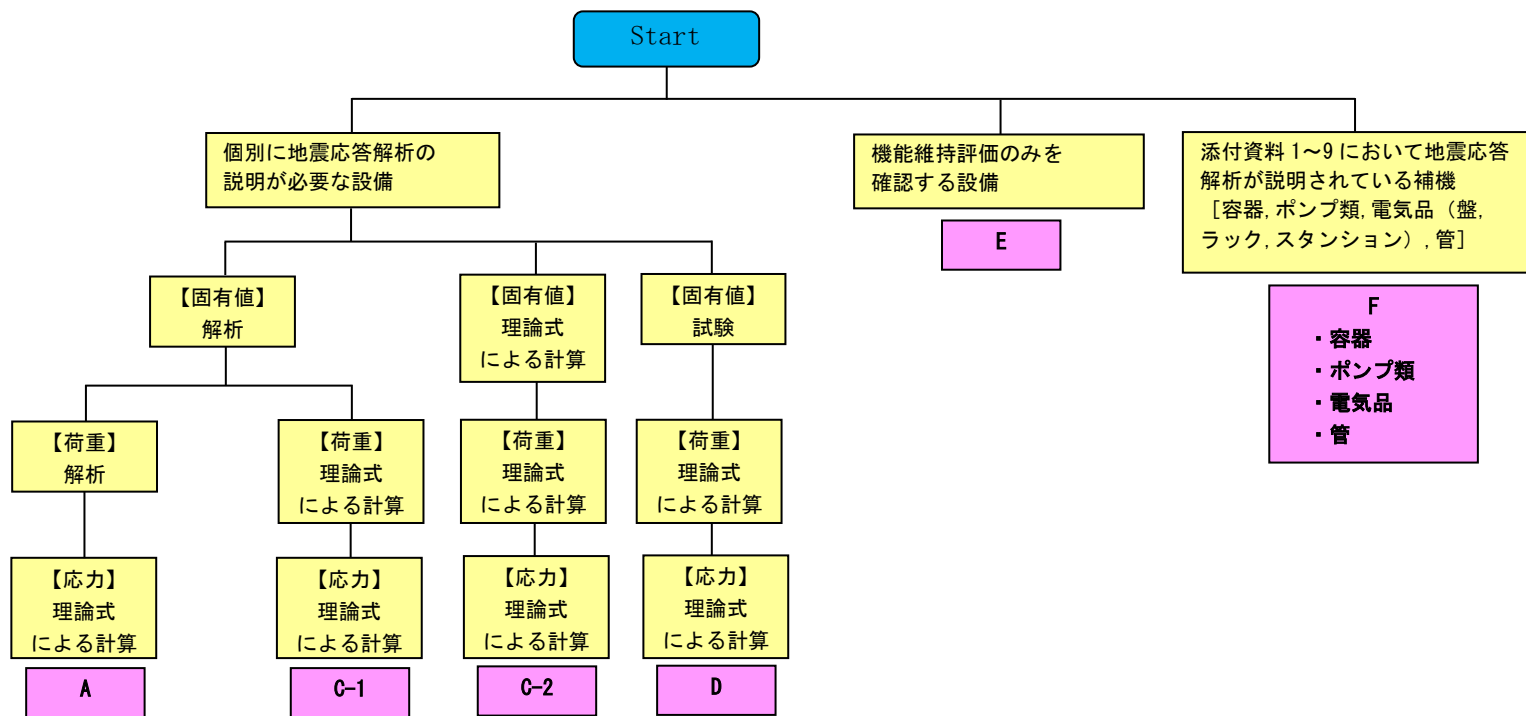 Start
個別に地震応答解析の
説明が必要な設備
機能維持評価のみを
確認する設備
E
添付資料1~9において地震応答
解析が説明されている補機
[容器,ポンプ類,電気品(盤,
ラック,スタンション),管]
F
・容器
・ポンプ類
・電気品
・管
【固有値】
解析
【固有値】
理論式
による計算
【固有値】
試験
【荷重】
解析
【荷重】
理論式
による計算
【荷重】
理論式
による計算
【荷重】
理論式
による計算
【応力】
理論式
による計算
【応力】
理論式
による計算
【応力】
理論式
による計算
【応力】
理論式
による計算
A
C-1
C-2
D